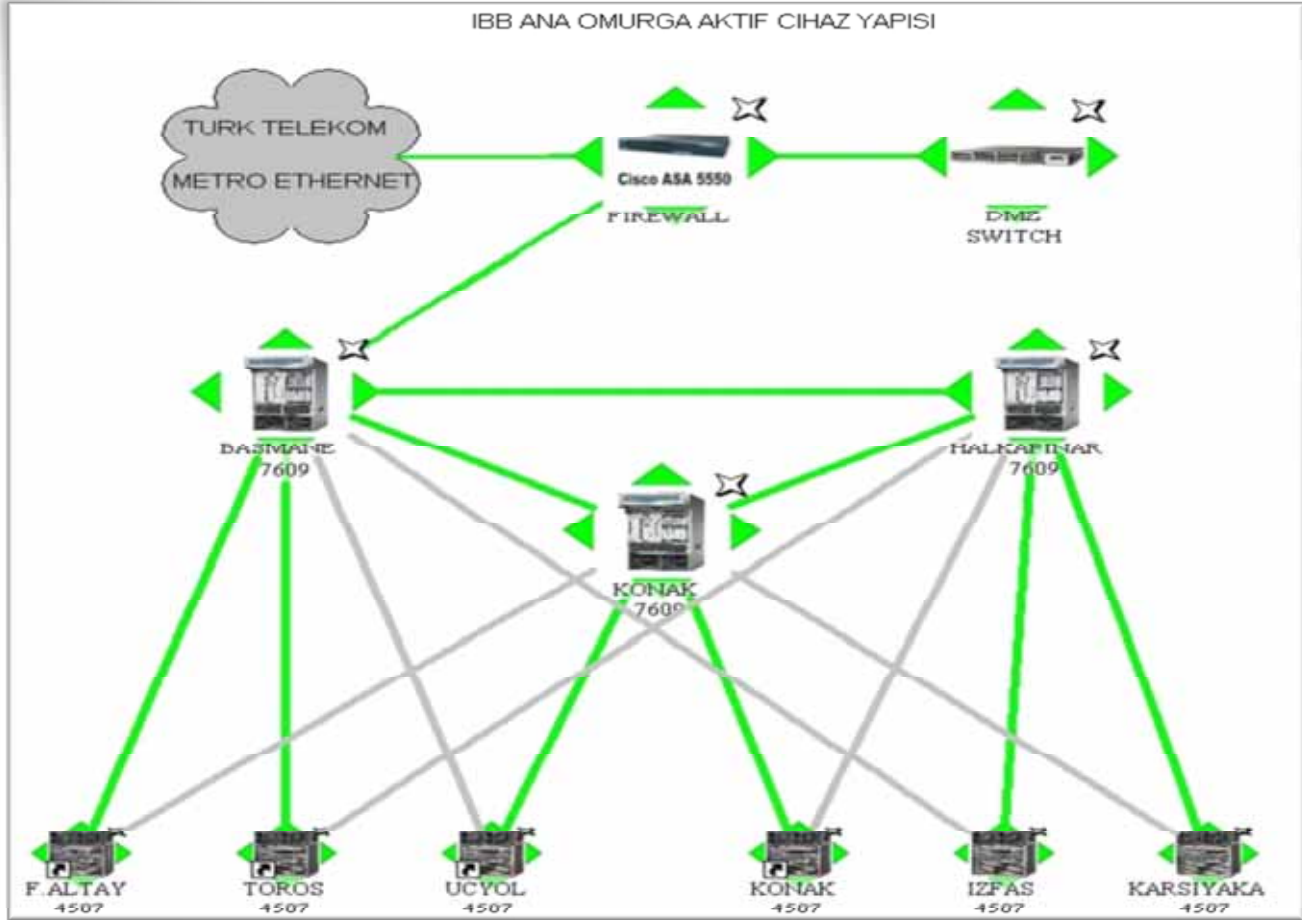 IBB ANA OMURGA AKTIF CIHAZ YAPISI
TURK TELEKOM
METRO ETHERNET
Cisco ASA 5550
FIREWALL
DMZ
SWITCH
BASMANE
7609
HALKAPINAR
7609
KONAK
7609
F.ALTAY
4507
TOROS
4507
UCYOL
4507
KONAK
4507
IZFAS
4507
KARSIYAKA
4507